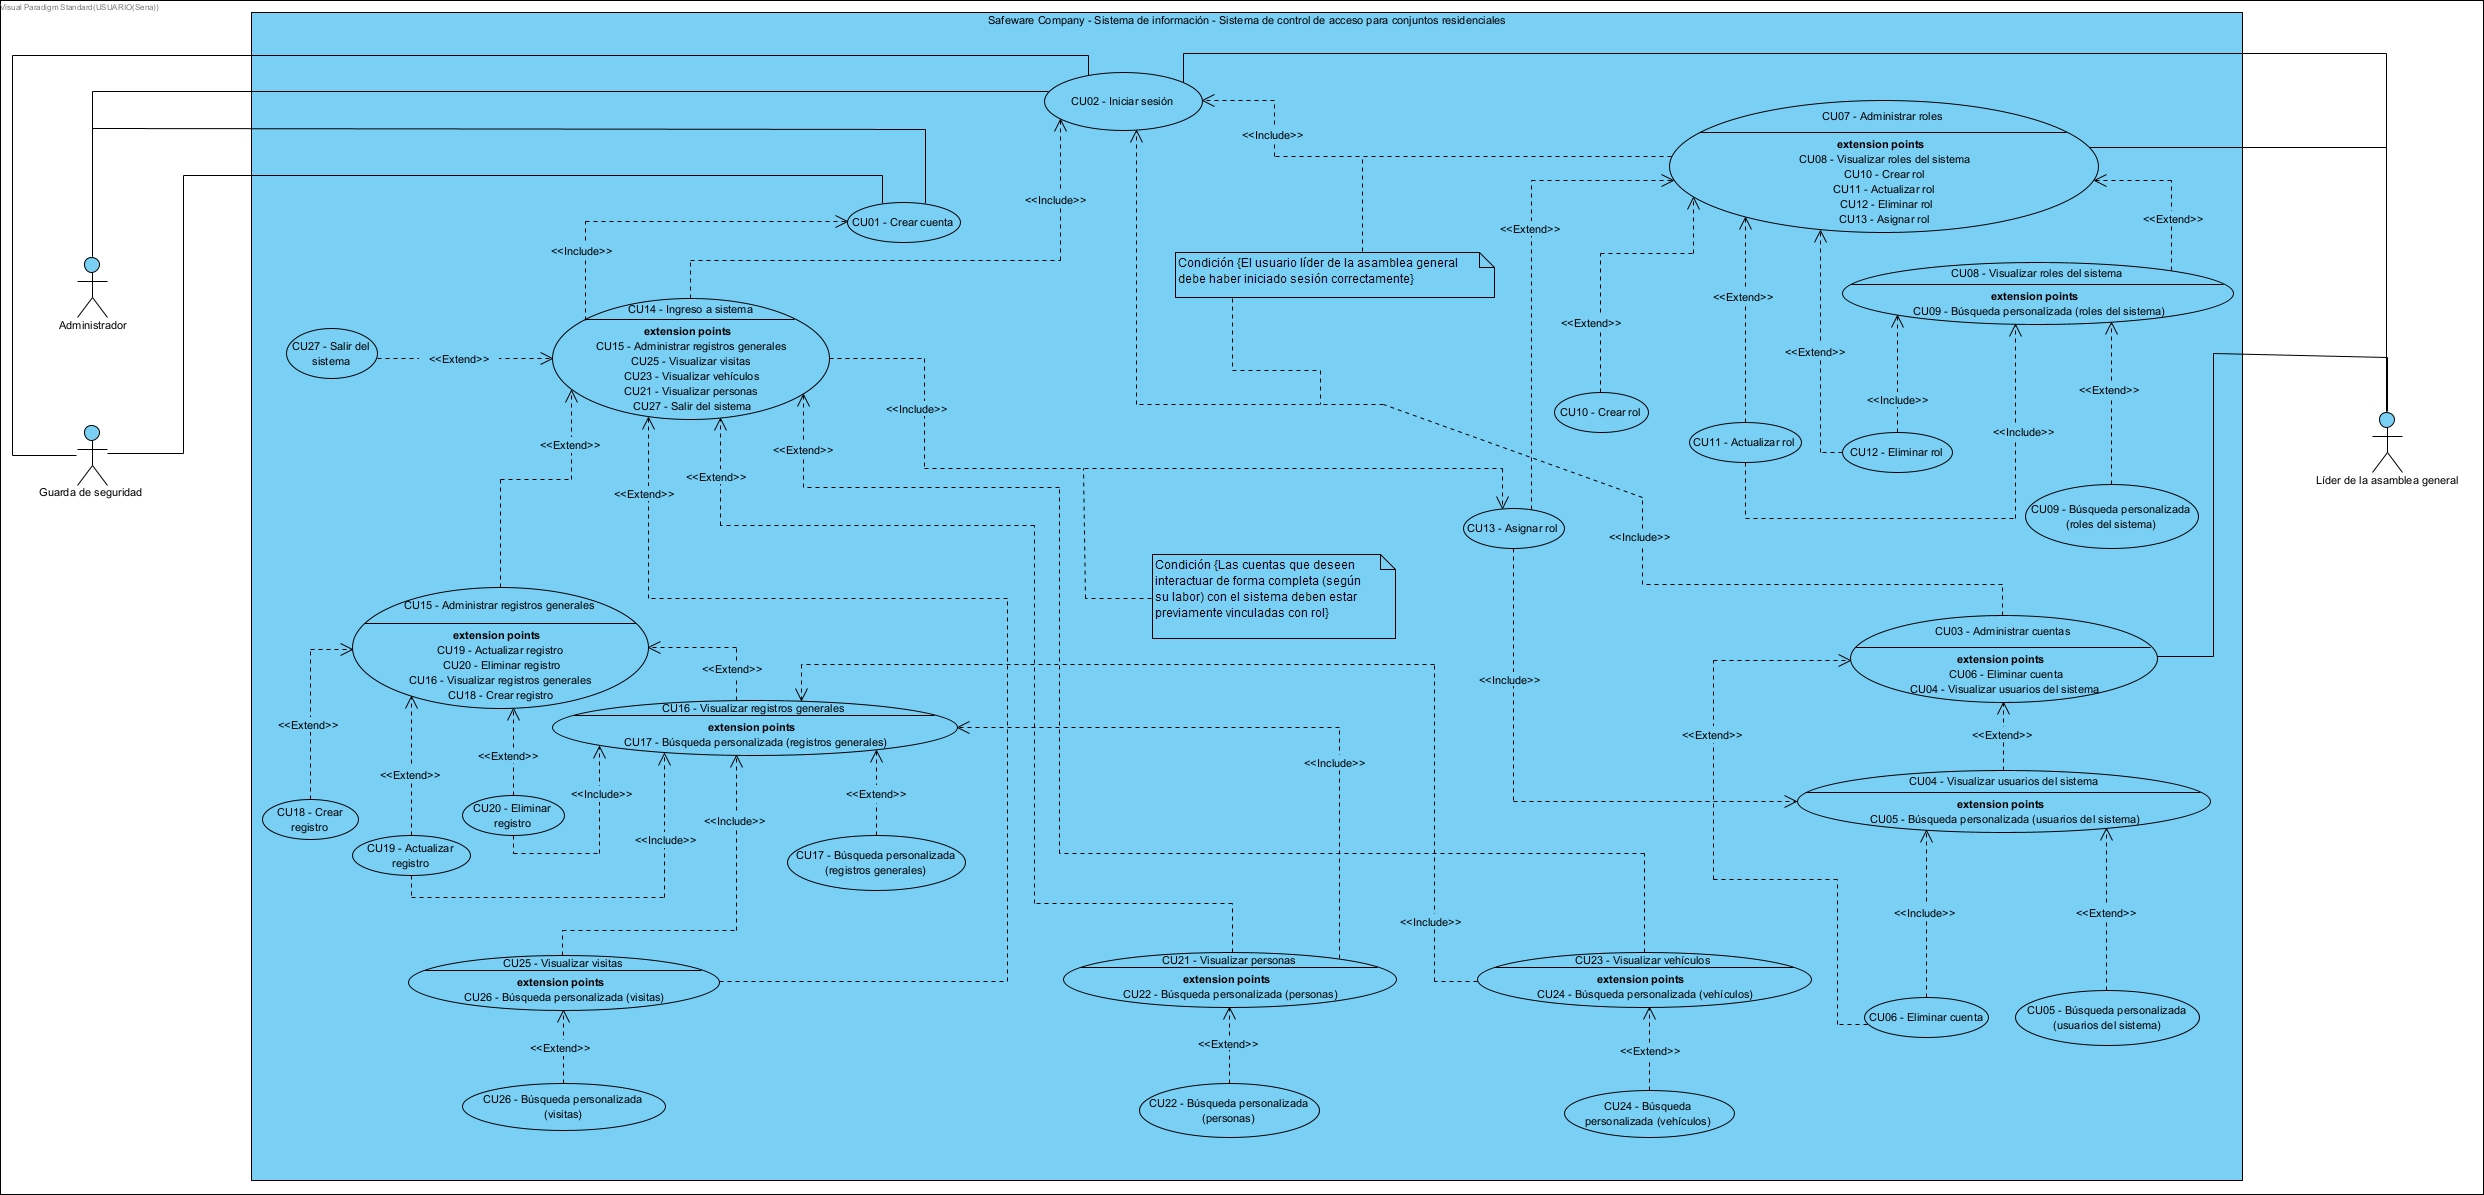 Visual Paradigm Standard(USUARIO(Sena))
Safeware Company - Sistema de información - Sistema de control de acceso para conjuntos residenciales
CU02 - Iniciar sesión
<<Include>>
CU07 - Administrar roles
extension points
CU08 - Visualizar roles del sistema
CU10 - Crear rol
CU11 - Actualizar rol
CU12 - Eliminar rol
CU13 - Asignar rol
<<Include>>
CU01 - Crear cuenta
<<Include>>
<<Extend>>
<<Extend>>
Condición {El usuario líder de la asamblea general
debe haber iniciado sesión correctamente}
CU08 - Visualizar roles del sistema
extension points
CU09 - Búsqueda personalizada (roles del sistema)
Administrador
CU14 - Ingreso a sistema
extension points
CU15 - Administrar registros generales
CU25 - Visualizar visitas
CU23 - Visualizar vehículos
CU21 - Visualizar personas
CU27 - Salir del sistema
CU27 - Salir del
sistema
<<Extend>>
<<Extend>>
<<Extend>>
<<Extend>>
<<Extend>>
<<Include>>
<<Include>>
CU10 - Crear rol
CU11 - Actualizar rol
CU12 - Eliminar rol
<<Include>>
<<Extend>>
<<Extend>>
<<Extend>>
<<Extend>>
Guarda de seguridad
Líder de la asamblea general
CU13 - Asignar rol
CU09 - Búsqueda personalizada
(roles del sistema)
<<Include>>
Condición {Las cuentas que deseen
interactuar de forma completa (según
su labor) con el sistema deben estar
previamente vinculadas con rol}
CU15 - Administrar registros generales
extension points
CU19 - Actualizar registro
CU20 - Eliminar registro
CU16 - Visualizar registros generales
CU18 - Crear registro
<<Extend>>
<<Include>>
CU03 - Administrar cuentas
extension points
CU06 - Eliminar cuenta
CU04 - Visualizar usuarios del sistema
CU16 - Visualizar registros generales
extension points
CU17 - Búsqueda personalizada (registros generales)
<<Extend>>
<<Extend>>
<<Extend>>
<<Include>>
<<Extend>>
<<Include>>
<<Extend>>
<<Extend>>
CU04 - Visualizar usuarios del sistema
extension points
CU05 - Búsqueda personalizada (usuarios del sistema)
CU18 - Crear
registro
CU20 - Eliminar
registro
<<Include>>
<<Include>>
CU19 - Actualizar
registro
CU17 - Búsqueda personalizada
(registros generales)
<<Include>>
<<Include>>
<<Extend>>
CU25 - Visualizar visitas
extension points
CU26 - Búsqueda personalizada (visitas)
CU21 - Visualizar personas
extension points
CU22 - Búsqueda personalizada (personas)
CU23 - Visualizar vehículos
extension points
CU24 - Búsqueda personalizada (vehículos)
CU06 - Eliminar cuenta
CU05 - Búsqueda personalizada
(usuarios del sistema)
<<Extend>>
<<Extend>>
<<Extend>>
CU26 - Búsqueda personalizada
(visitas)
CU22 - Búsqueda personalizada
(personas)
CU24 - Búsqueda
personalizada (vehículos)